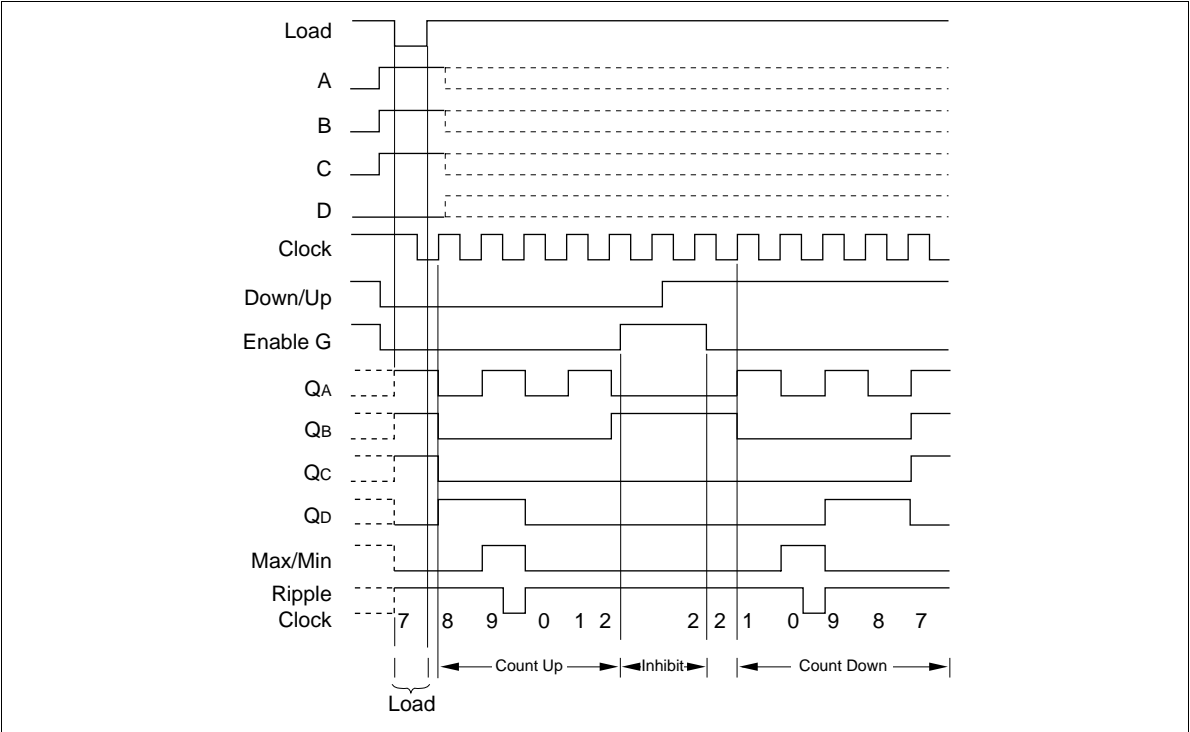 Load
A
B
C
D
Clock
Down/Up
Enable G
QA
QB
QC
QD
Max/Min
Ripple
Clock
7 8 9 0 1 2 2 2 1 0 9 8 7
Count Up Inhibit Count Down
Load